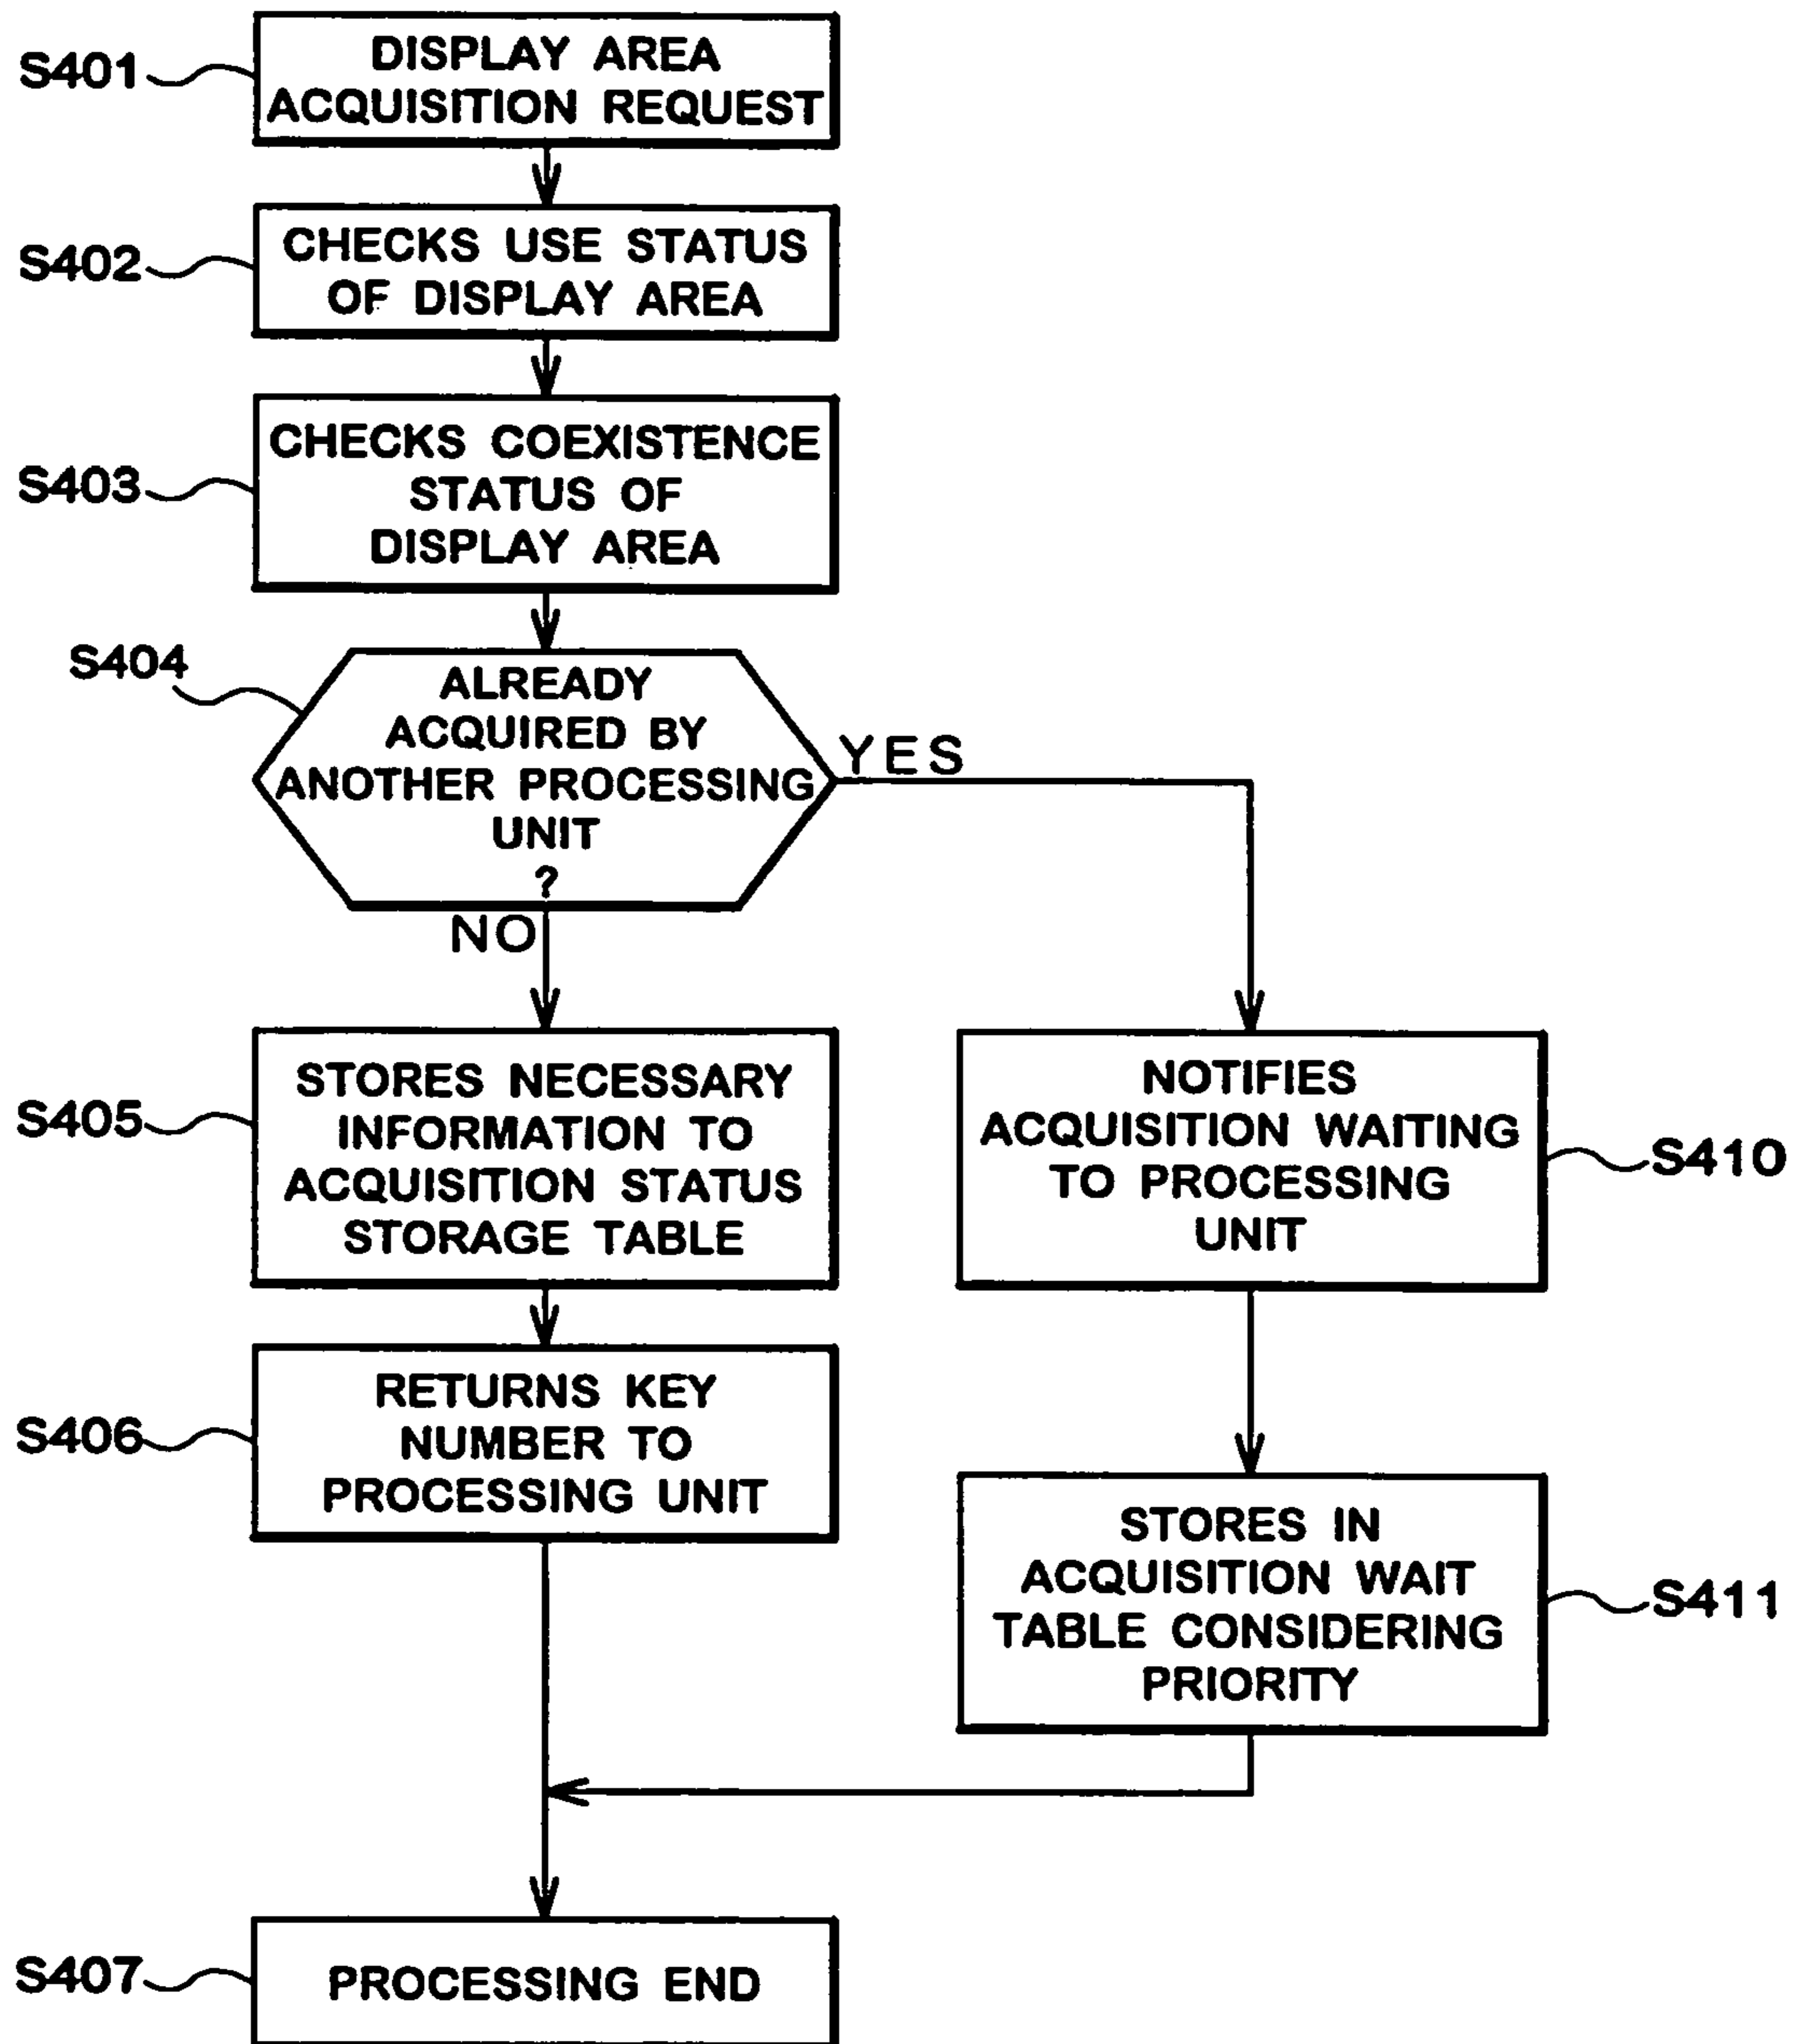 S401
DISPLAY AREA
ACQUISITION REQUEST
S402
CHECKS USE STATUS
OF DISPLAY AREA
S403
CHECKS COEXISTENCE
STATUS OF
DISPLAY AREA
S404
ALREADY
ACQUIRED BY
ANOTHER PROCESSING
UNIT
?
YES
NO
S405
STORES NECESSARY
INFORMATION TO
ACQUISITION STATUS
STORAGE TABLE
NOTIFIES
ACQUISITION WAITING
TO PROCESSING
UNIT
S410
S406
RETURNS KEY
NUMBER TO
PROCESSING UNIT
STORES IN
ACQUISITION WAIT
TABLE CONSIDERING
PRIORITY
S411
S407
PROCESSING END